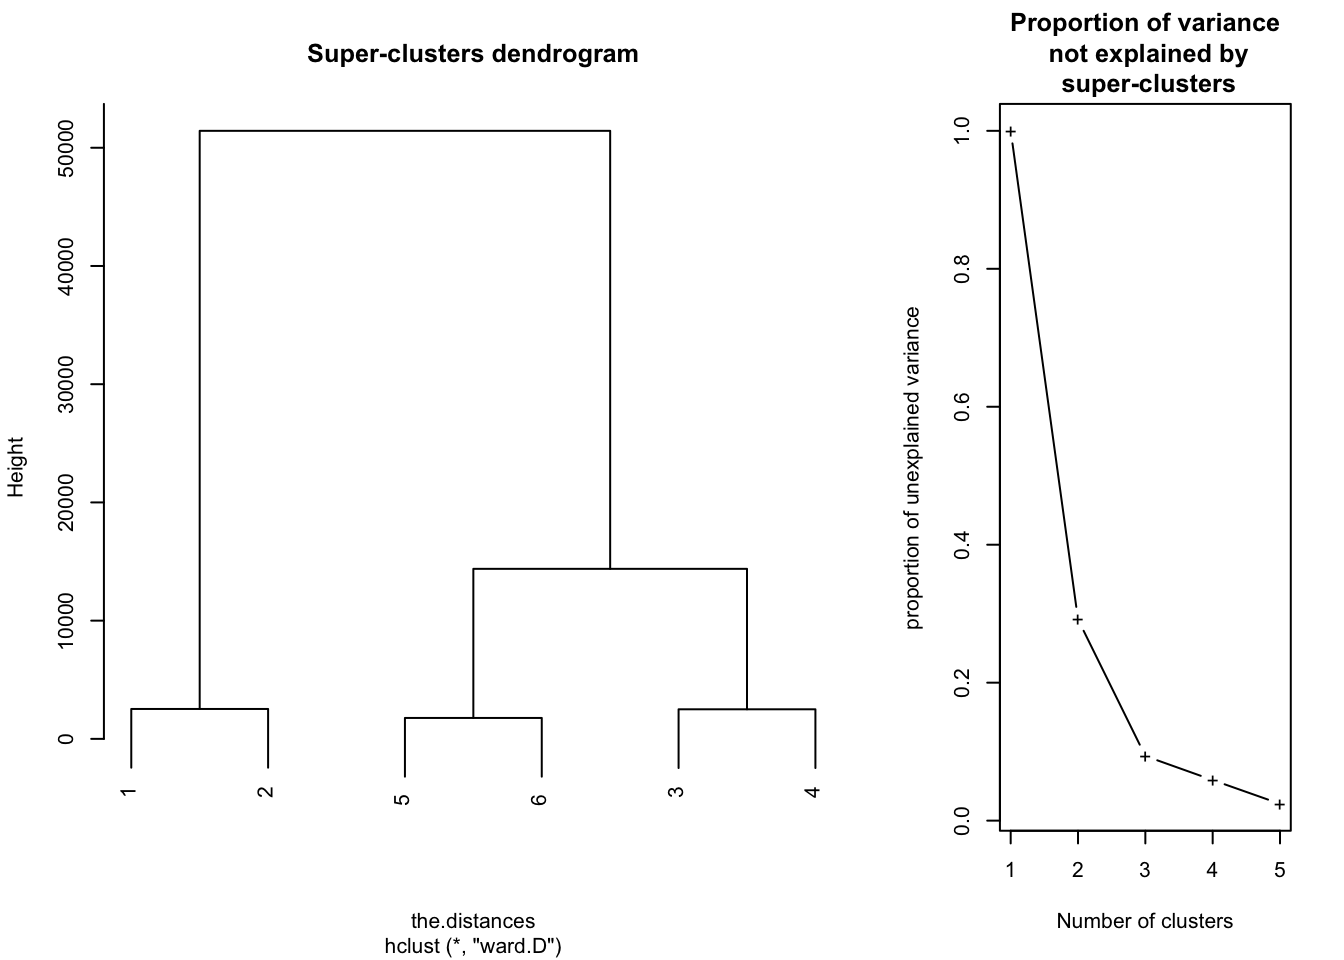 Super-clusters dendrogram
Height
50000
40000
30000
20000
10000
0
1
2
5
6
3
4
the.distances
hclust (*, "ward.D")
Proportion of variance
not explained by
super-clusters
proportion of unexplained variance
1.0
0.8
0.6
0.4
0.2
0.0
1 2 3 4 5
Number of clusters